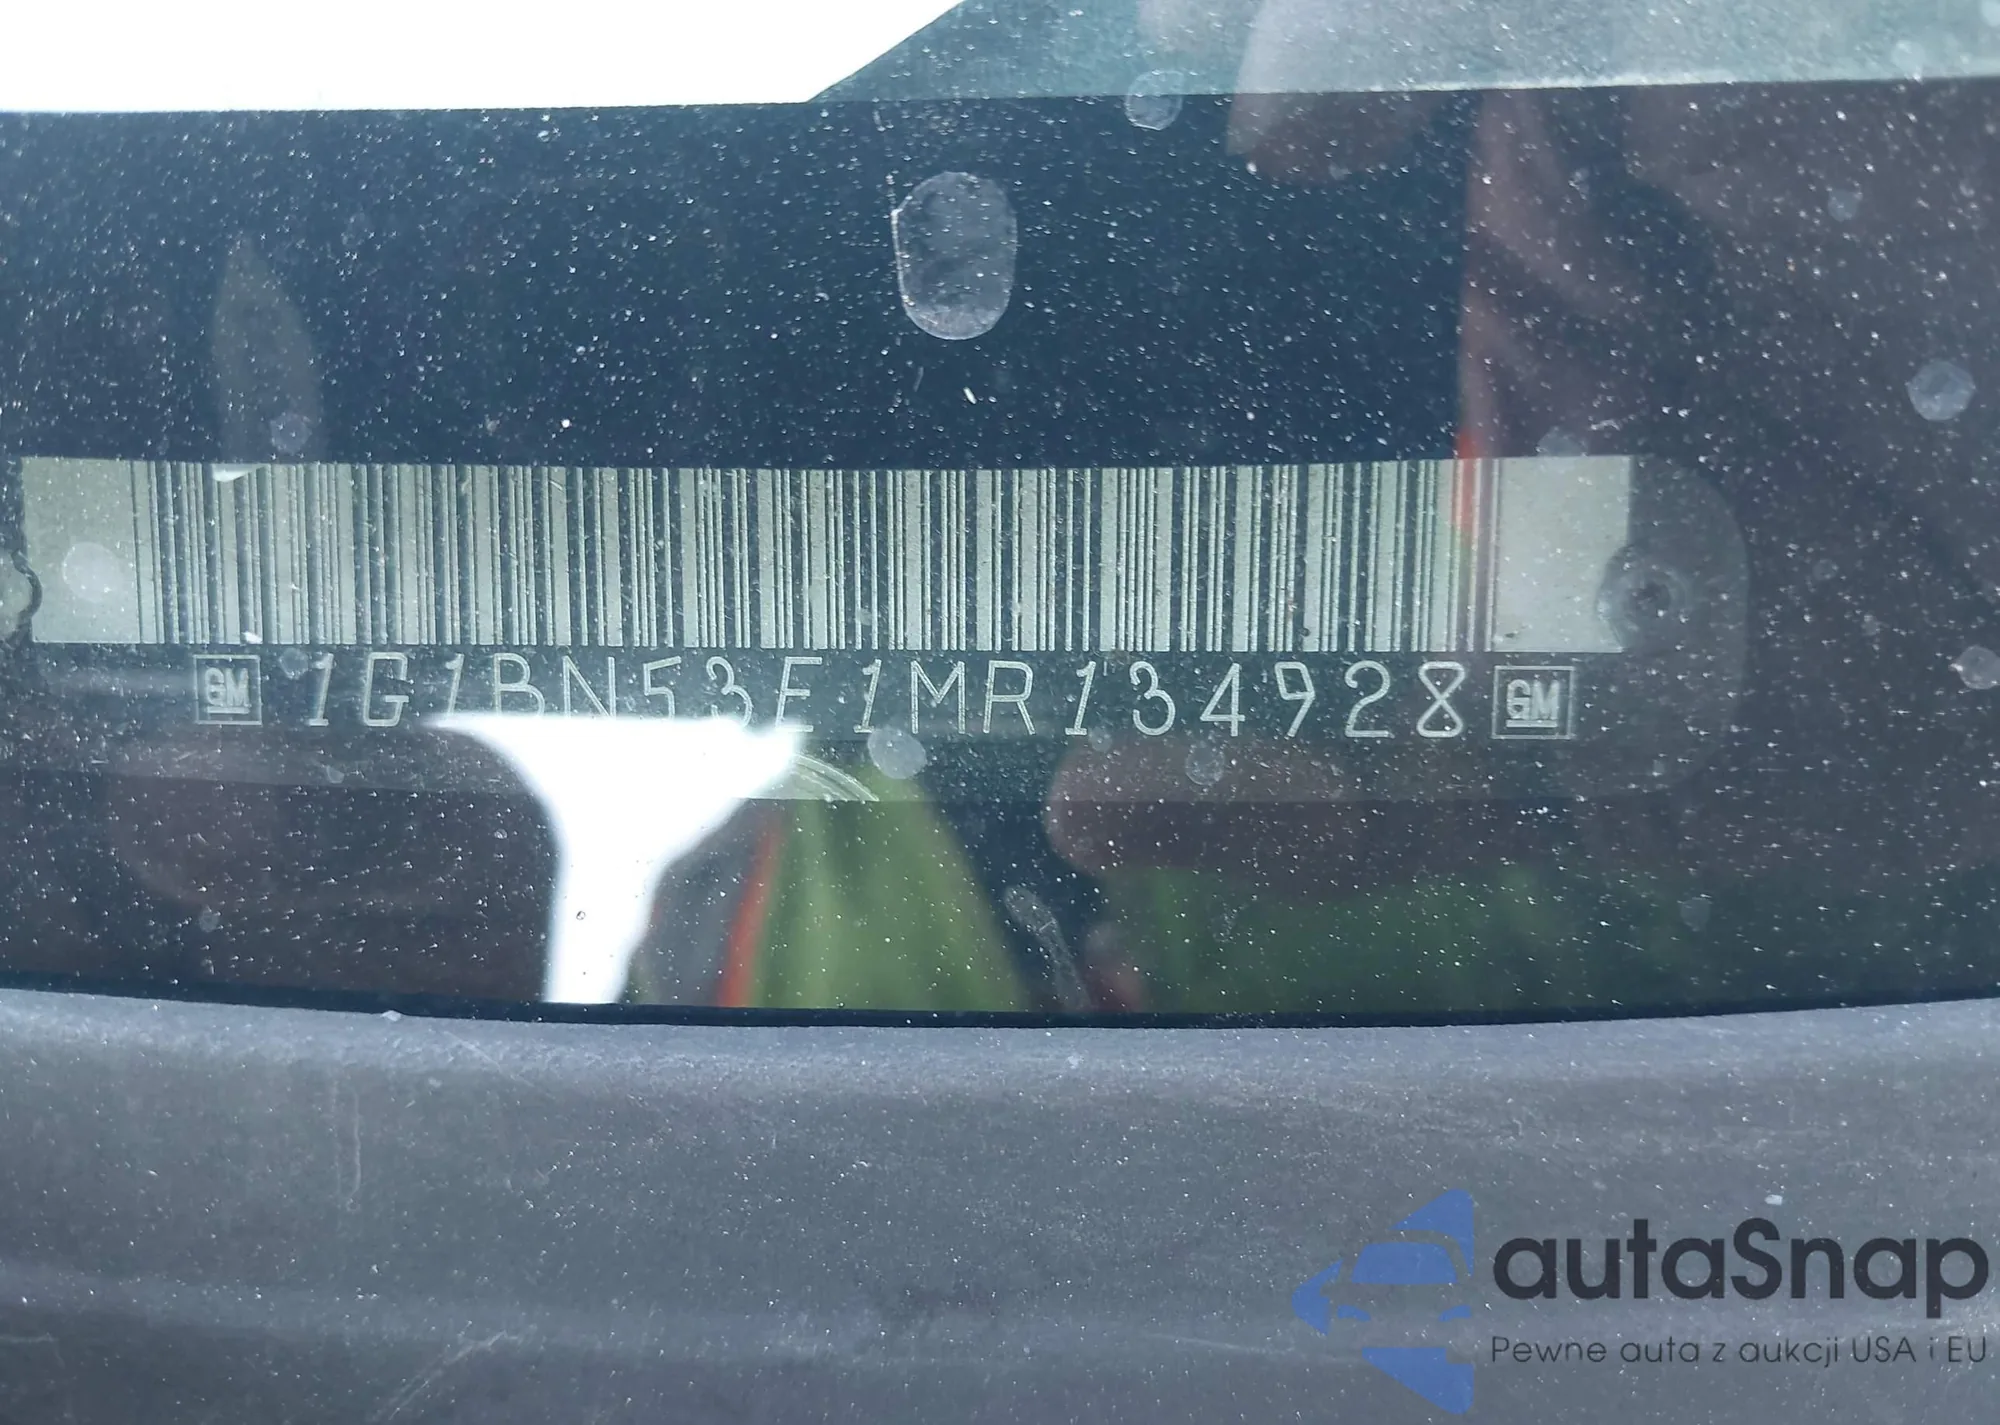 GM 1G1BN53E1MR134928 GM
autaSnap
Pewne auta z aukcji USA i EU